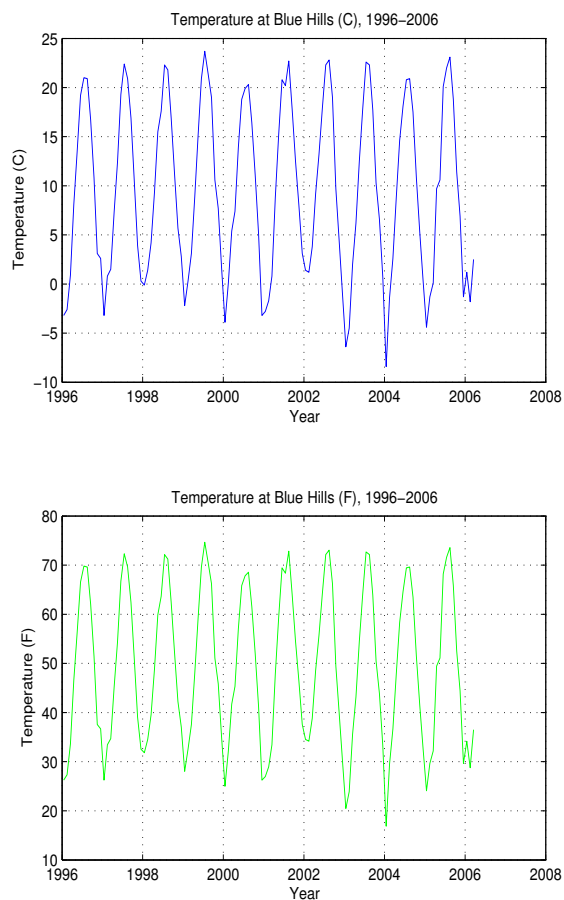 Temperature at Blue Hills (C), 1996−2006
25
20
15
10
5
0
−5
−10
Temperature (C)
1996 1998 2000 2002 2004 2006 2008
Year
Temperature at Blue Hills (F), 1996−2006
80
70
60
50
40
30
20
10
Temperature (F)
1996 1998 2000 2002 2004 2006 2008
Year